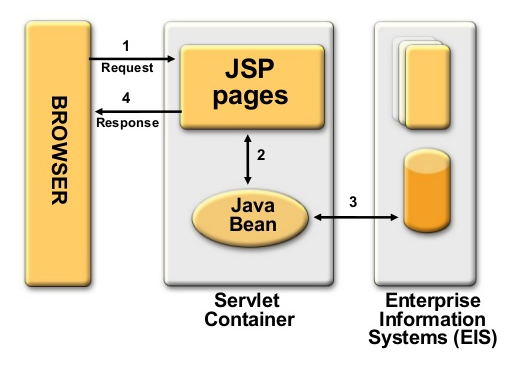 BROWSER
1
Request
4
Response
JSP
pages
2
Java
Bean
3
Servlet
Container
Enterprise
Information
Systems (EIS)